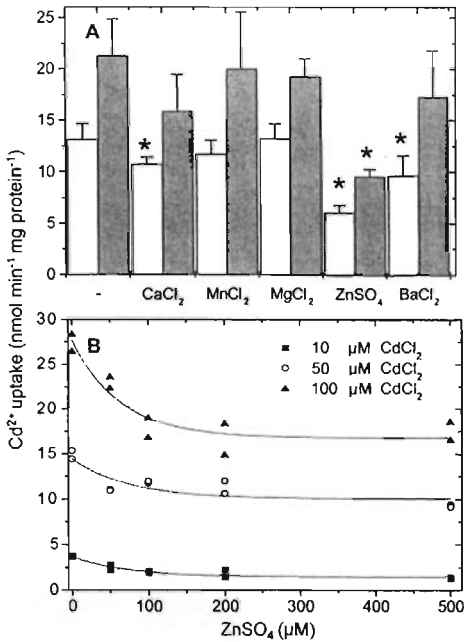 A
25
20
15
10
5
0
* * * *
- CaCl2 MnCl2 MgCl2 ZnSO4 BaCl2
Cd2+ uptake (nmol min-1 mg protein-1)
B
30
25
20
15
10
5
0
■ 10 µM CdCl2
○ 50 µM CdCl2
▲ 100 µM CdCl2
0 100 200 300 400 500
ZnSO4 (µM)